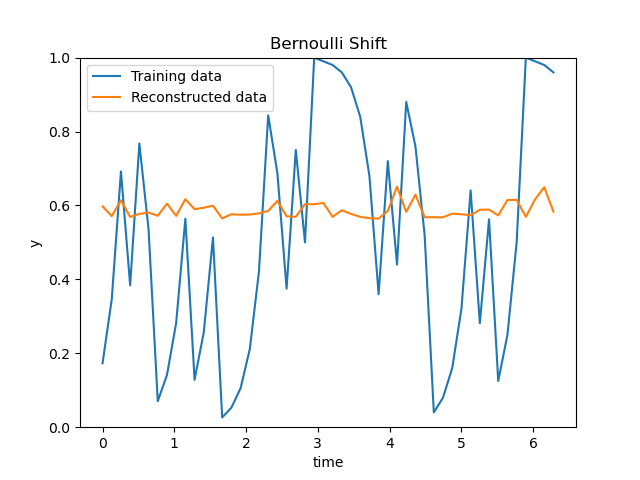 Bernoulli Shift
1.0
0.8
0.6
0.4
0.2
0.0
y
Training data
Reconstructed data
0 1 2 3 4 5 6
time